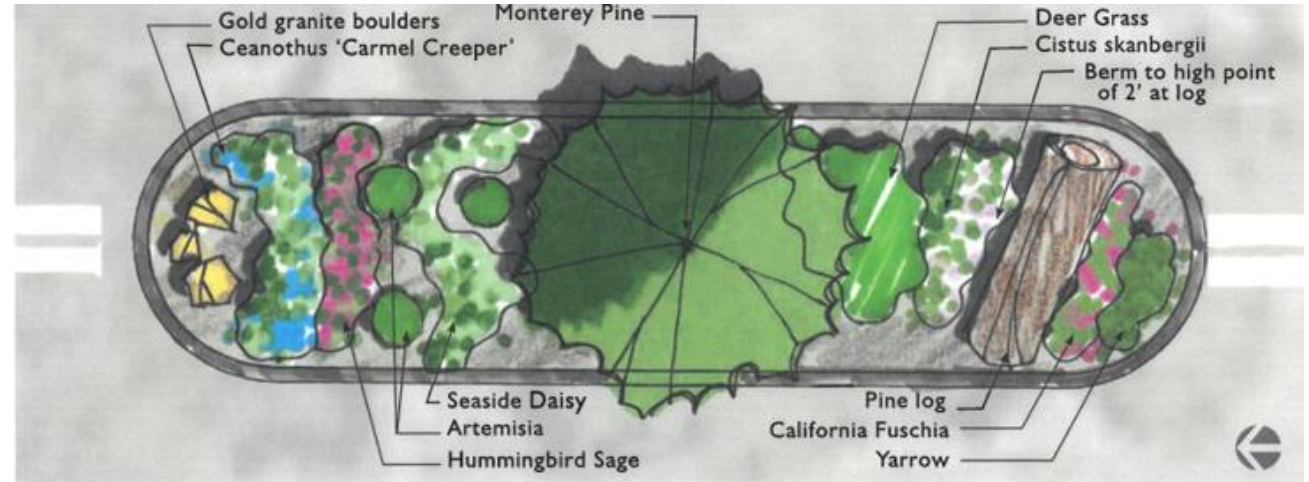 Gold granite boulders
Ceanothus ‘Carmel Creeper’
Monterey Pine
Deer Grass
Cistus skanbergii
Berm to high point
of 2' at log
Seaside Daisy
Artemisia
Hummingbird Sage
Pine log
California Fuschia
Yarrow